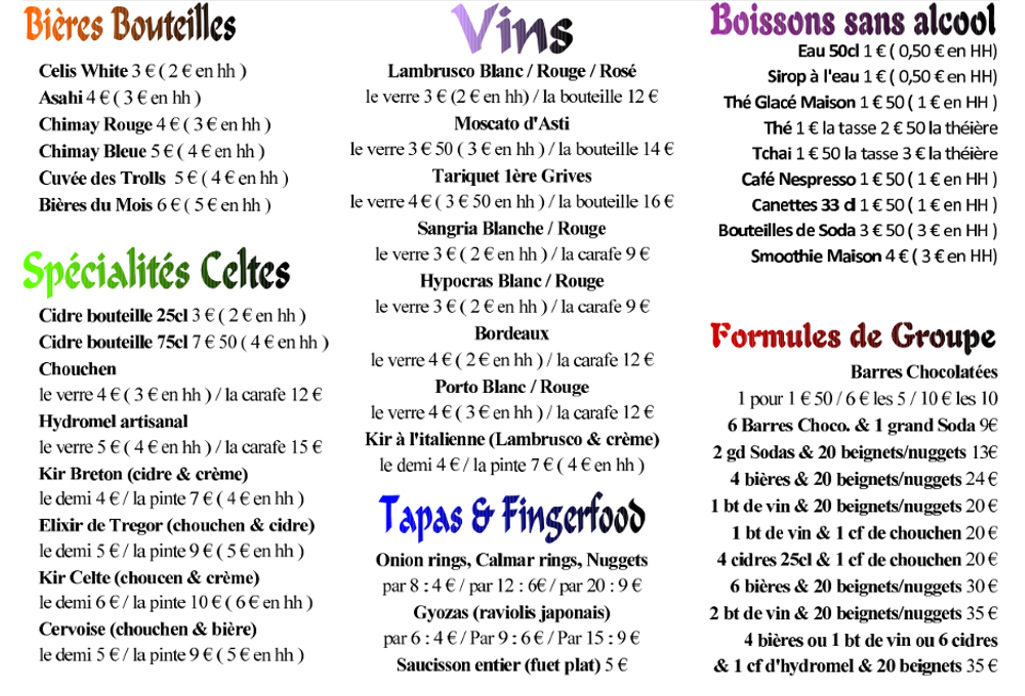 Bières Bouteilles
Celis White 3 € ( 2 € en hh )
Asahi 4 € ( 3 € en hh )
Chimay Rouge 4 € ( 3 € en hh )
Chimay Bleue 5 € ( 4 € en hh )
Cuvée des Trolls 5 € ( 4 € en hh )
Bières du Mois 6 € ( 5 € en hh )
Spécialités Celtes
Cidre bouteille 25cl 3 € ( 2 € en hh )
Cidre bouteille 75cl 7 € 50 ( 4 € en hh )
Chouchen
le verre 4 € ( 3 € en hh ) / la carafe 12 €
Hydromel artisanal
le verre 5 € ( 4 € en hh ) / la carafe 15 €
Kir Breton (cidre & crème)
le demi 4 € / la pinte 7 € ( 4 € en hh )
Elixir de Tregor (chouchen & cidre)
le demi 5 € / la pinte 9 € ( 5 € en hh )
Kir Celte (choucen & crème)
le demi 6 € / la pinte 10 € ( 6 € en hh )
Cervoise (chouchen & bière)
le demi 5 € / la pinte 9 € ( 5 € en hh )
Vins
Lambrusco Blanc / Rouge / Rosé
le verre 3 € (2 € en hh) / la bouteille 12 €
Moscato d'Asti
le verre 3 € 50 ( 3 € en hh ) / la bouteille 14 €
Tariquet 1ère Grives
le verre 4 € ( 3 € 50 en hh ) / la bouteille 16 €
Sangria Blanche / Rouge
le verre 3 € ( 2 € en hh ) / la carafe 9 €
Hypocras Blanc / Rouge
le verre 3 € ( 2 € en hh ) / la carafe 9 €
Bordeaux
le verre 4 € ( 2 € en hh ) / la carafe 12 €
Porto Blanc / Rouge
le verre 4 € ( 3 € en hh ) / la carafe 12 €
Kir à l'italienne (Lambrusco & crème)
le demi 4 € / la pinte 7 € ( 4 € en hh )
Tapas & Fingerfood
Onion rings, Calmar rings, Nuggets
par 8 : 4 € / par 12 : 6€ / par 20 : 9 €
Gyozas (raviolis japonais)
par 6 : 4 € / Par 9 : 6 € / Par 15 : 9 €
Saucisson entier (fuet plat) 5 €
Boissons sans alcool
Eau 50cl 1 € ( 0,50 € en HH)
Sirop à l'eau 1 € ( 0,50 € en HH)
Thé Glacé Maison 1 € 50 ( 1 € en HH )
Thé 1 € la tasse 2 € 50 la théière
Tchai 1 € 50 la tasse 3 € la théière
Café Nespresso 1 € 50 ( 1 € en HH )
Canettes 33 cl 1 € 50 ( 1 € en HH )
Bouteilles de Soda 3 € 50 ( 3 € en HH )
Smoothie Maison 4 € ( 3 € en HH)
Formules de Groupe
Barres Chocolatées
1 pour 1 € 50 / 6 € les 5 / 10 € les 10
6 Barres Choco. & 1 grand Soda 9€
2 gd Sodas & 20 beignets/nuggets 13€
4 bières & 20 beignets/nuggets 24 €
1 bt de vin & 20 beignets/nuggets 20 €
1 bt de vin & 1 cf de chouchen 20 €
4 cidres 25cl & 1 cf de chouchen 20 €
6 bières & 20 beignets/nuggets 30 €
2 bt de vin & 20 beignets/nuggets 35 €
4 bières ou 1 bt de vin ou 6 cidres
& 1 cf d'hydromel & 20 beignets 35 €